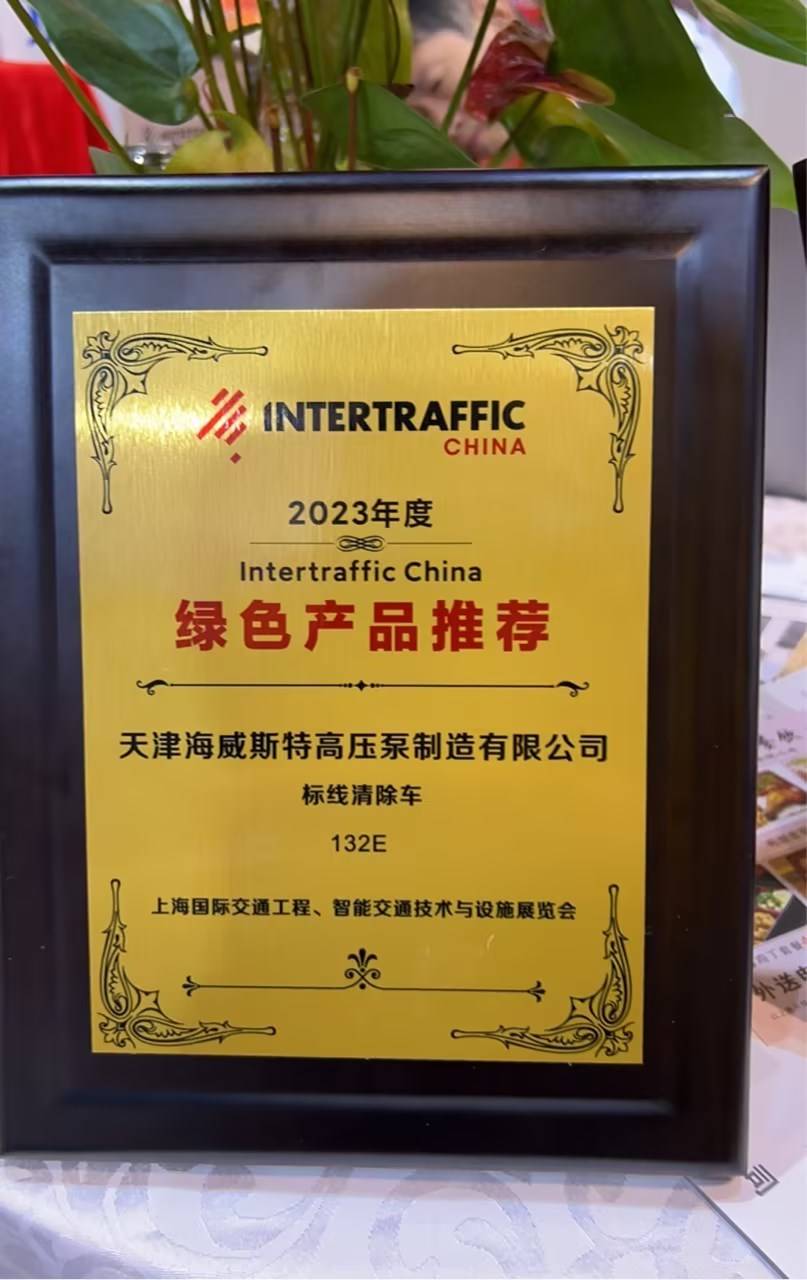 INTERTRAFFIC
CHINA
2023年度
Intertraffic China
绿色产品推荐
天津海威斯特高压泵制造有限公司
标线清除车
132E
上海国际交通工程、智能交通技术与设施展览会
外送
司